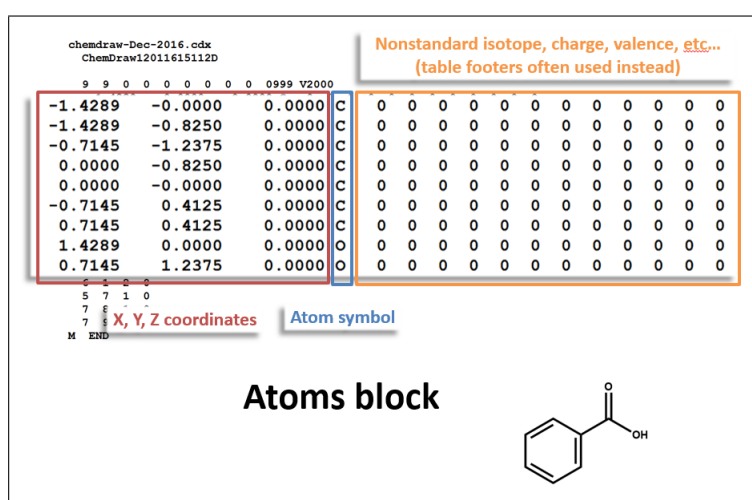 chemdraw-Dec-2016.cdx
ChemDraw12011615112D
Nonstandard isotope, charge, valence, etc…
(table footers often used instead)
9 9 0 0 0 0 0 0 0 0999 V2000
-1.4289 -0.0000 0.0000 C 0 0 0 0 0 0 0 0 0 0 0 0
-1.4289 -0.8250 0.0000 C 0 0 0 0 0 0 0 0 0 0 0 0
-0.7145 -1.2375 0.0000 C 0 0 0 0 0 0 0 0 0 0 0 0
0.0000 -0.8250 0.0000 C 0 0 0 0 0 0 0 0 0 0 0 0
0.0000 -0.0000 0.0000 C 0 0 0 0 0 0 0 0 0 0 0 0
-0.7145 0.4125 0.0000 C 0 0 0 0 0 0 0 0 0 0 0 0
0.7145 0.4125 0.0000 C 0 0 0 0 0 0 0 0 0 0 0 0
1.4289 0.0000 0.0000 O 0 0 0 0 0 0 0 0 0 0 0 0
0.7145 1.2375 0.0000 O 0 0 0 0 0 0 0 0 0 0 0 0
6 1 2 0
5 7 1 0
7 8
7 9
X, Y, Z coordinates
Atom symbol
M END
Atoms block
O
OH